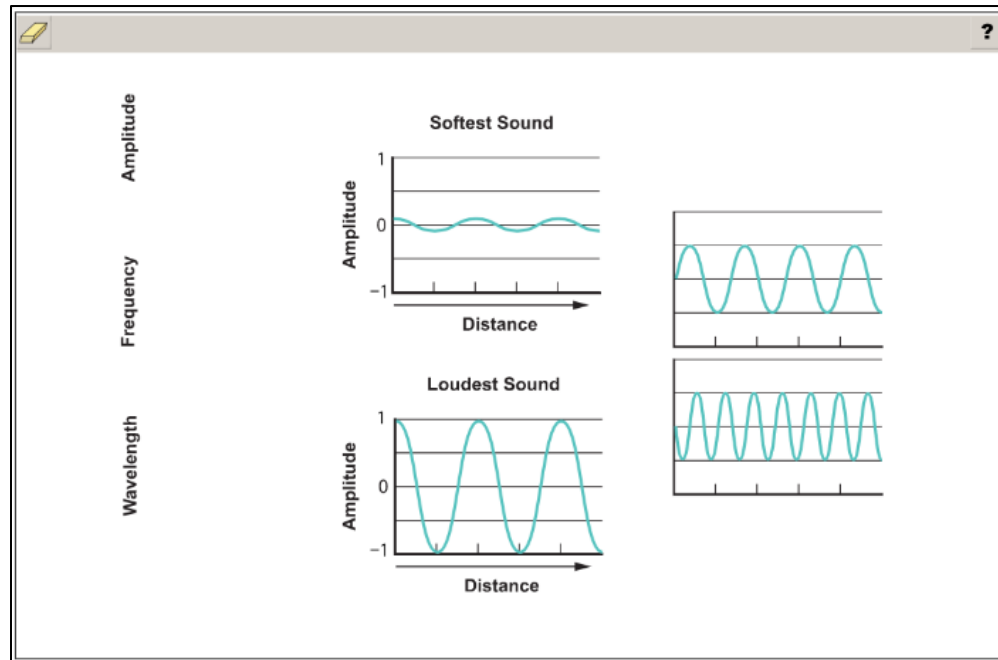 ?
Amplitude
Frequency
Wavelength
Softest Sound
Amplitude
1
0
−1
Distance
Loudest Sound
Amplitude
1
0
−1
Distance